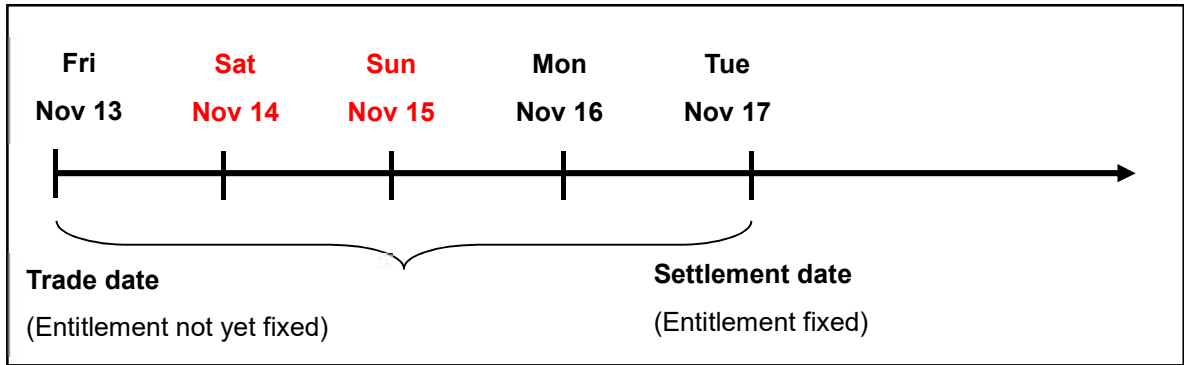 Fri Sat Sun Mon Tue
Nov 13 Nov 14 Nov 15 Nov 16 Nov 17
Trade date
(Entitlement not yet fixed)
Settlement date
(Entitlement fixed)